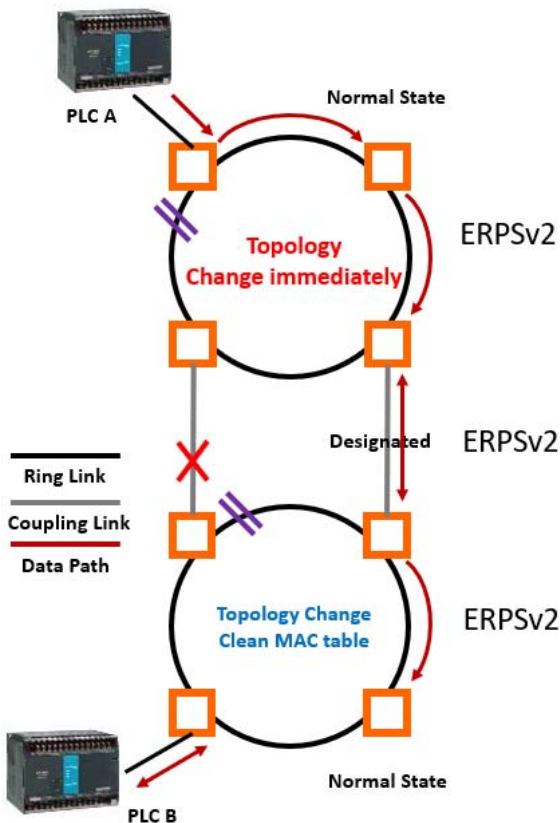 Normal State
PLC A
ERPSv2
Topology
Change immediately
Designated
ERPSv2
Ring Link
Coupling Link
Data Path
Topology Change
Clean MAC table
ERPSv2
Normal State
PLC B